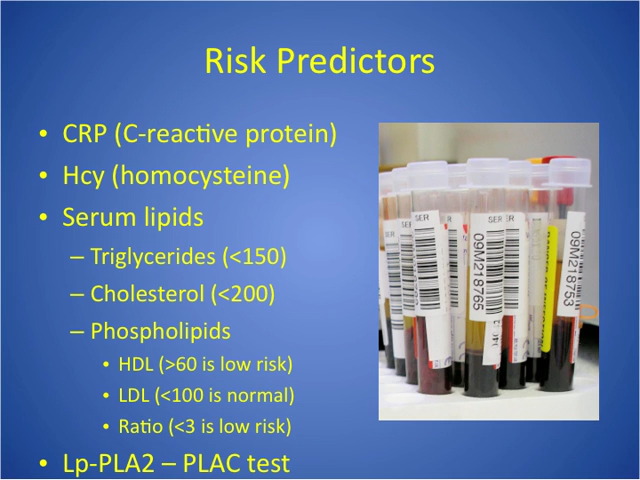 Risk Predictors
• CRP (C-reactive protein)
• Hcy (homocysteine)
• Serum lipids
– Triglycerides (<150)
– Cholesterol (<200)
– Phospholipids
• HDL (>60 is low risk)
• LDL (<100 is normal)
• Ratio (<3 is low risk)
• Lp-PLA2 – PLAC test
SER
SER
09M218765
09M218753